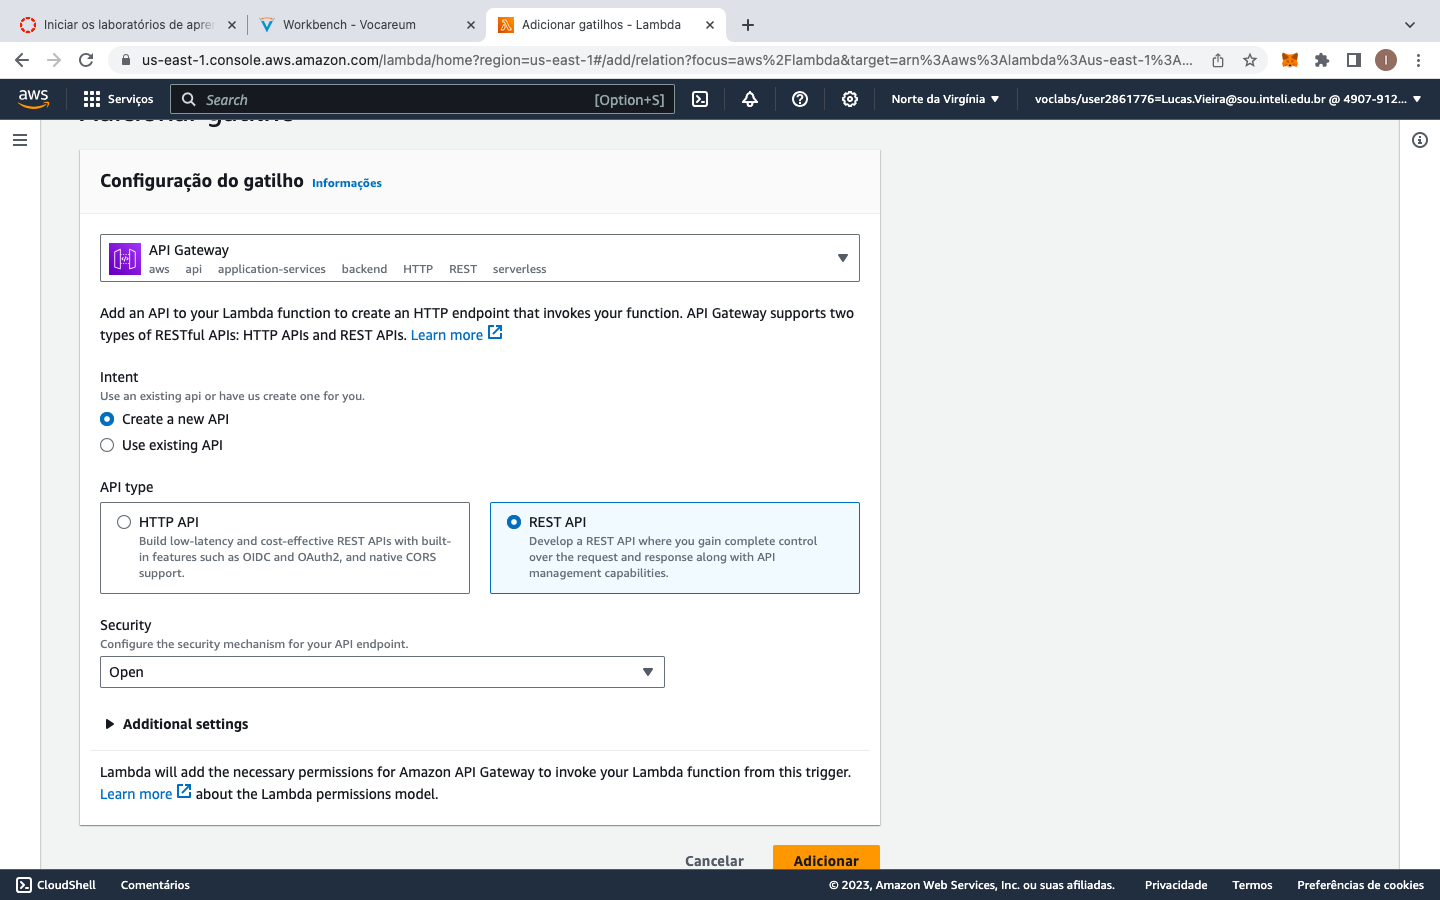 Iniciar os laboratórios de apre
Workbench - Vocareum
Adicionar gatilhos - Lambda
us-east-1.console.aws.amazon.com/lambda/home?region=us-east-1#/add/relation?focus=aws%2Flambda&target=arn%3Aaws%3Alambda%3Aus-east-1%3A...
I
aws
Serviços
Search
[Option+S]
Norte da Virgínia
voclabs/user2861776=Lucas.Vieira@sou.inteli.edu.br @ 4907-912...
Adicionar gatilho
Configuração do gatilho Informações
API Gateway
aws api application-services backend HTTP REST serverless
Add an API to your Lambda function to create an HTTP endpoint that invokes your function. API Gateway supports two
types of RESTful APIs: HTTP APIs and REST APIs. Learn more
Intent
Use an existing api or have us create one for you.
Create a new API
Use existing API
API type
HTTP API
Build low-latency and cost-effective REST APIs with built-
in features such as OIDC and OAuth2, and native CORS
support.
REST API
Develop a REST API where you gain complete control
over the request and response along with API
management capabilities.
Security
Configure the security mechanism for your API endpoint.
Open
Additional settings
Lambda will add the necessary permissions for Amazon API Gateway to invoke your Lambda function from this trigger.
Learn more about the Lambda permissions model.
Cancelar
Adicionar
CloudShell
Comentários
© 2023, Amazon Web Services, Inc. ou suas afiliadas.
Privacidade
Termos
Preferências de cookies